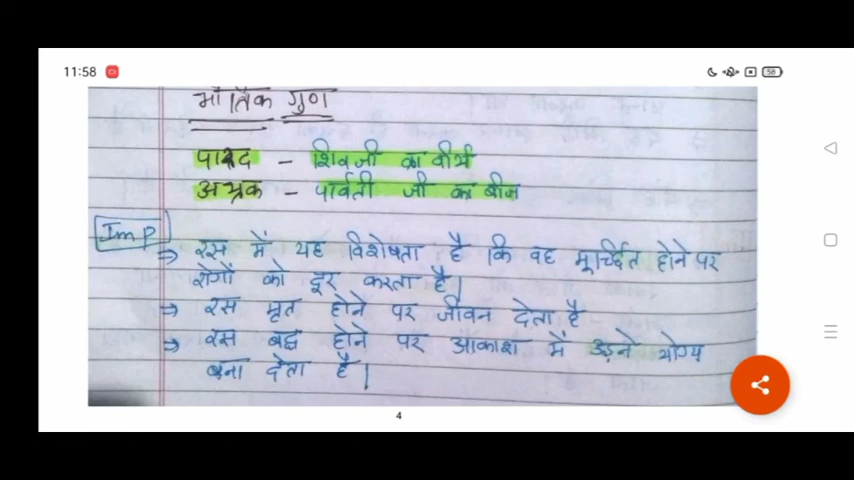 11:58
58
भौतिक गुण
पारद - शिवजी का वीर्य
अभ्रक - पार्वती जी का बीज
Imp
⇒ रस में यह विशेषता है कि वह मूर्च्छित होने पर
रोगों को दूर करता है।
⇒ रस मृत होने पर जीवन देता है
⇒ रस बद्ध होने पर आकाश में उड़ने योग्य
बना देता है।
4